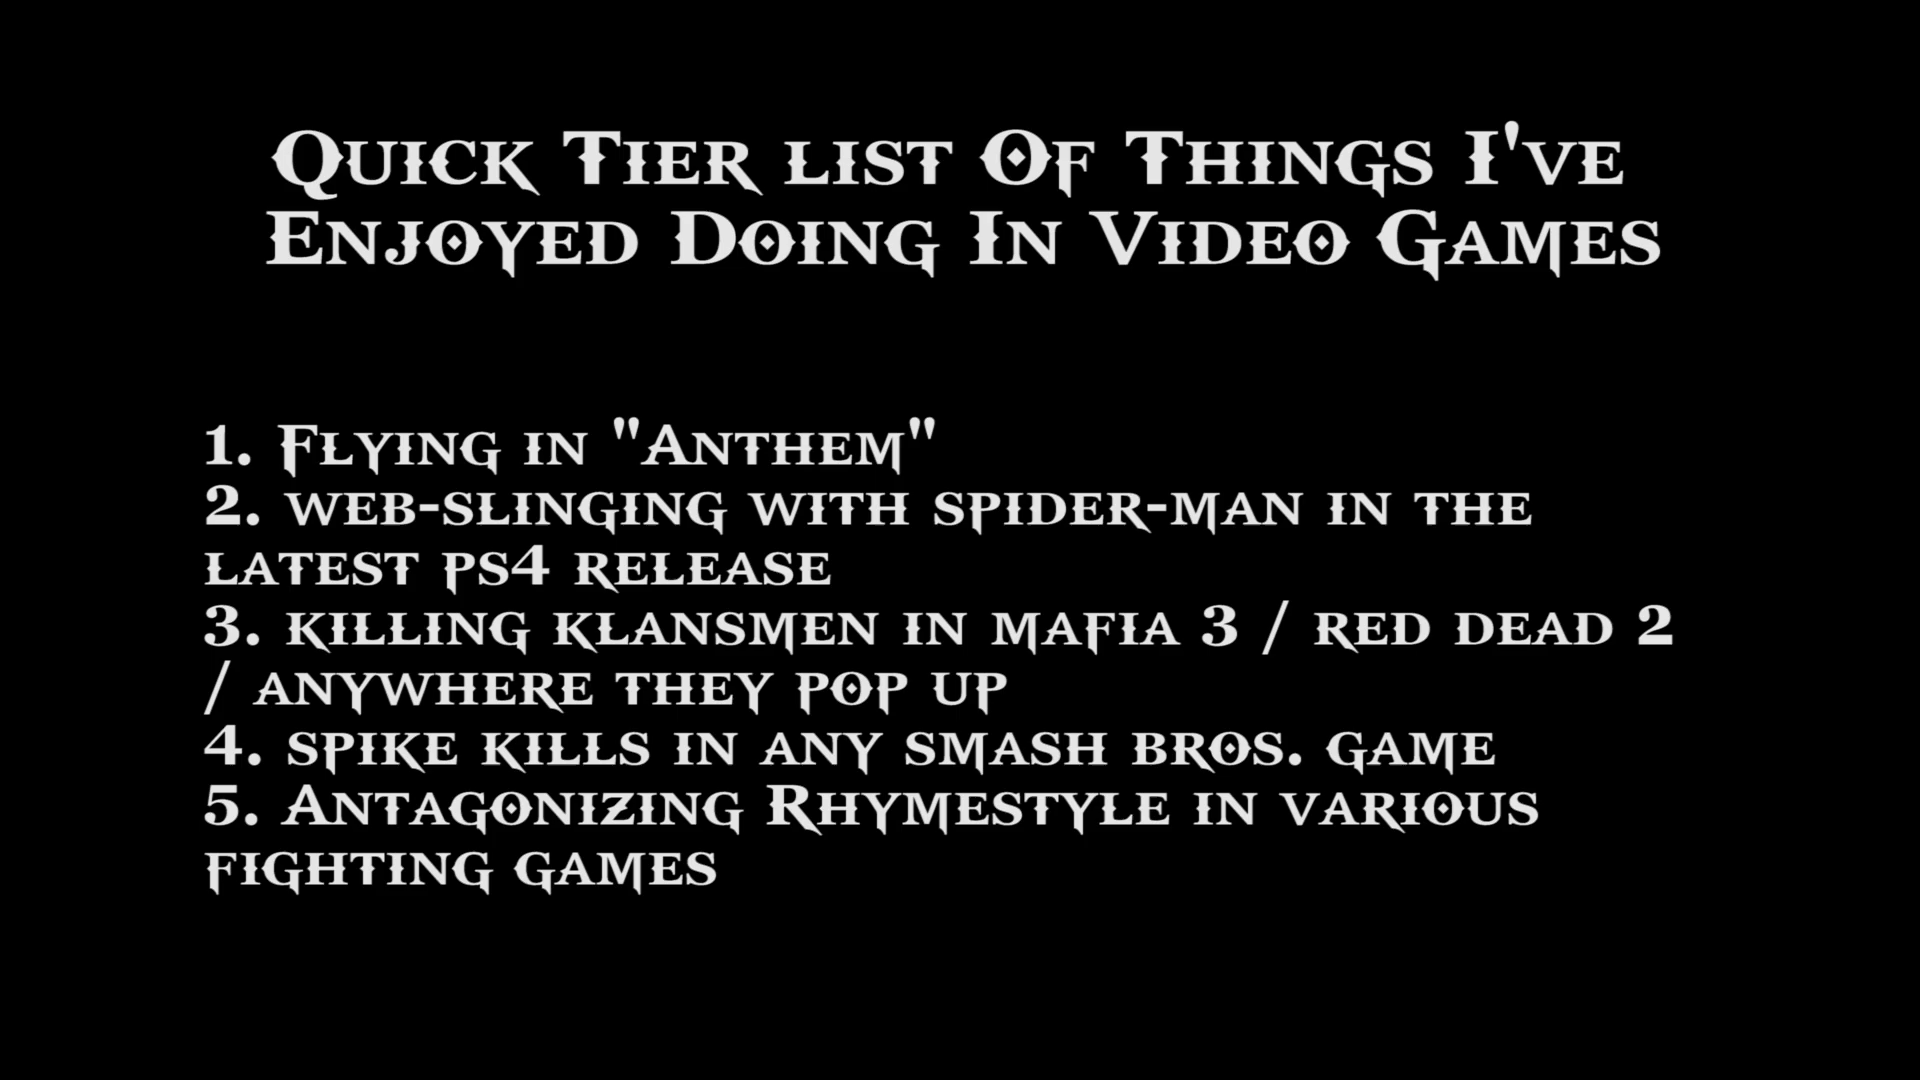 Quick Tier list Of Things I've
Enjoyed Doing In Video Games
1. Flying in "Anthem"
2. web-slinging with spider-man in the
latest ps4 release
3. killing klansmen in mafia 3 / red dead 2
/ anywhere they pop up
4. spike kills in any smash bros. game
5. Antagonizing Rhymestyle in various
fighting games